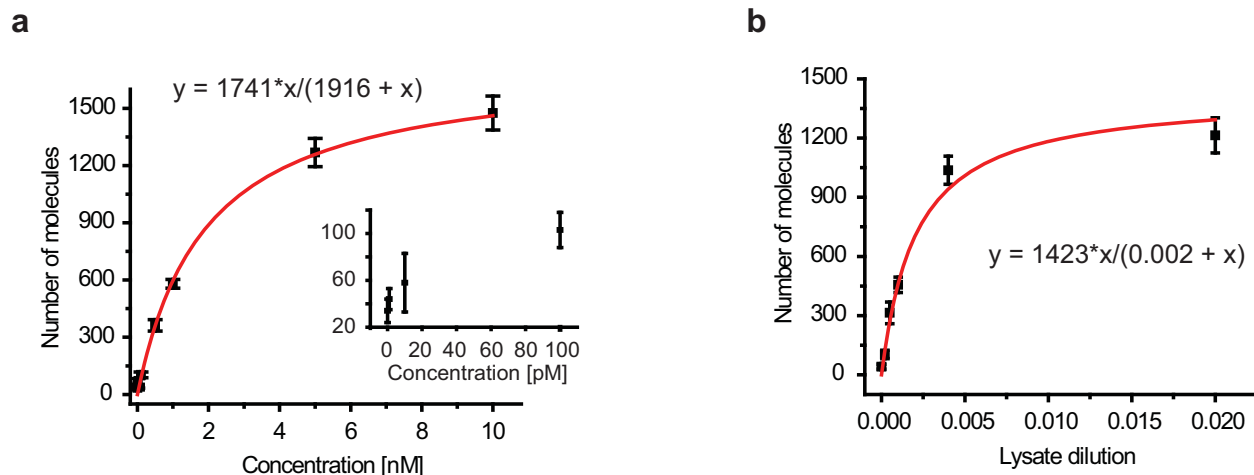 a
y = 1741*x/(1916 + x)
Number of molecules
1500
1200
900
600
300
0
0 2 4 6 8 10
Concentration [nM]
100
60
20
0 20 40 60 80 100
Concentration [pM]
b
y = 1423*x/(0.002 + x)
Number of molecules
1500
1200
900
600
300
0
0.000 0.005 0.010 0.015 0.020
Lysate dilution